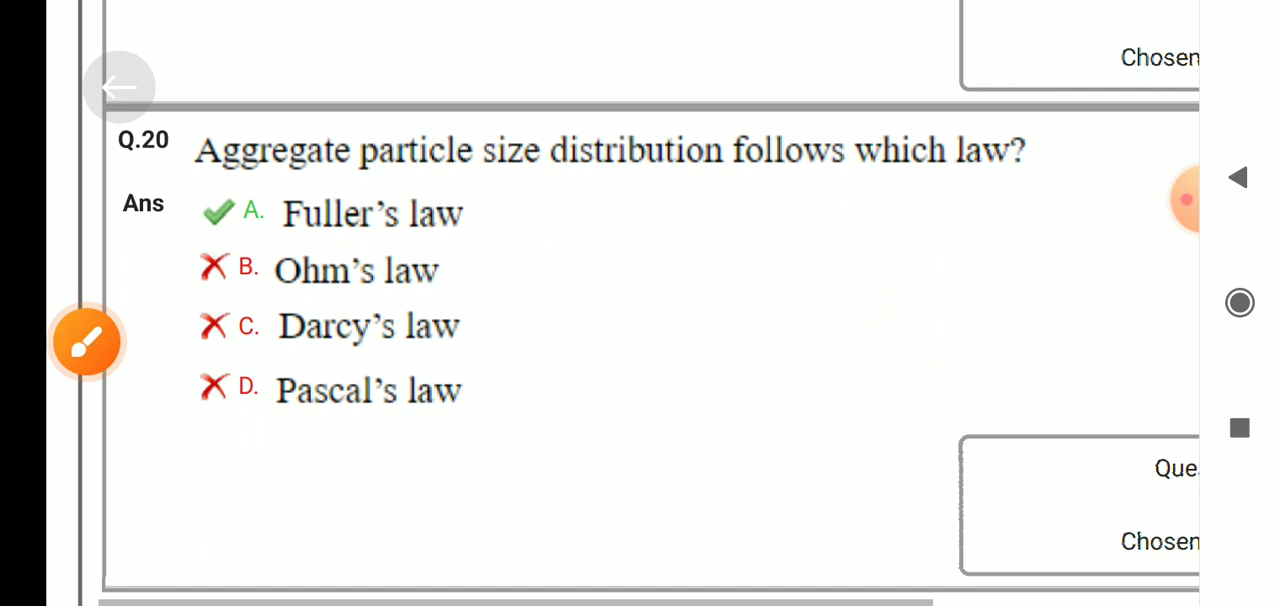 Chosen
Q.20 Aggregate particle size distribution follows which law?
Ans A. Fuller’s law
B. Ohm’s law
C. Darcy’s law
D. Pascal’s law
Que
Chosen